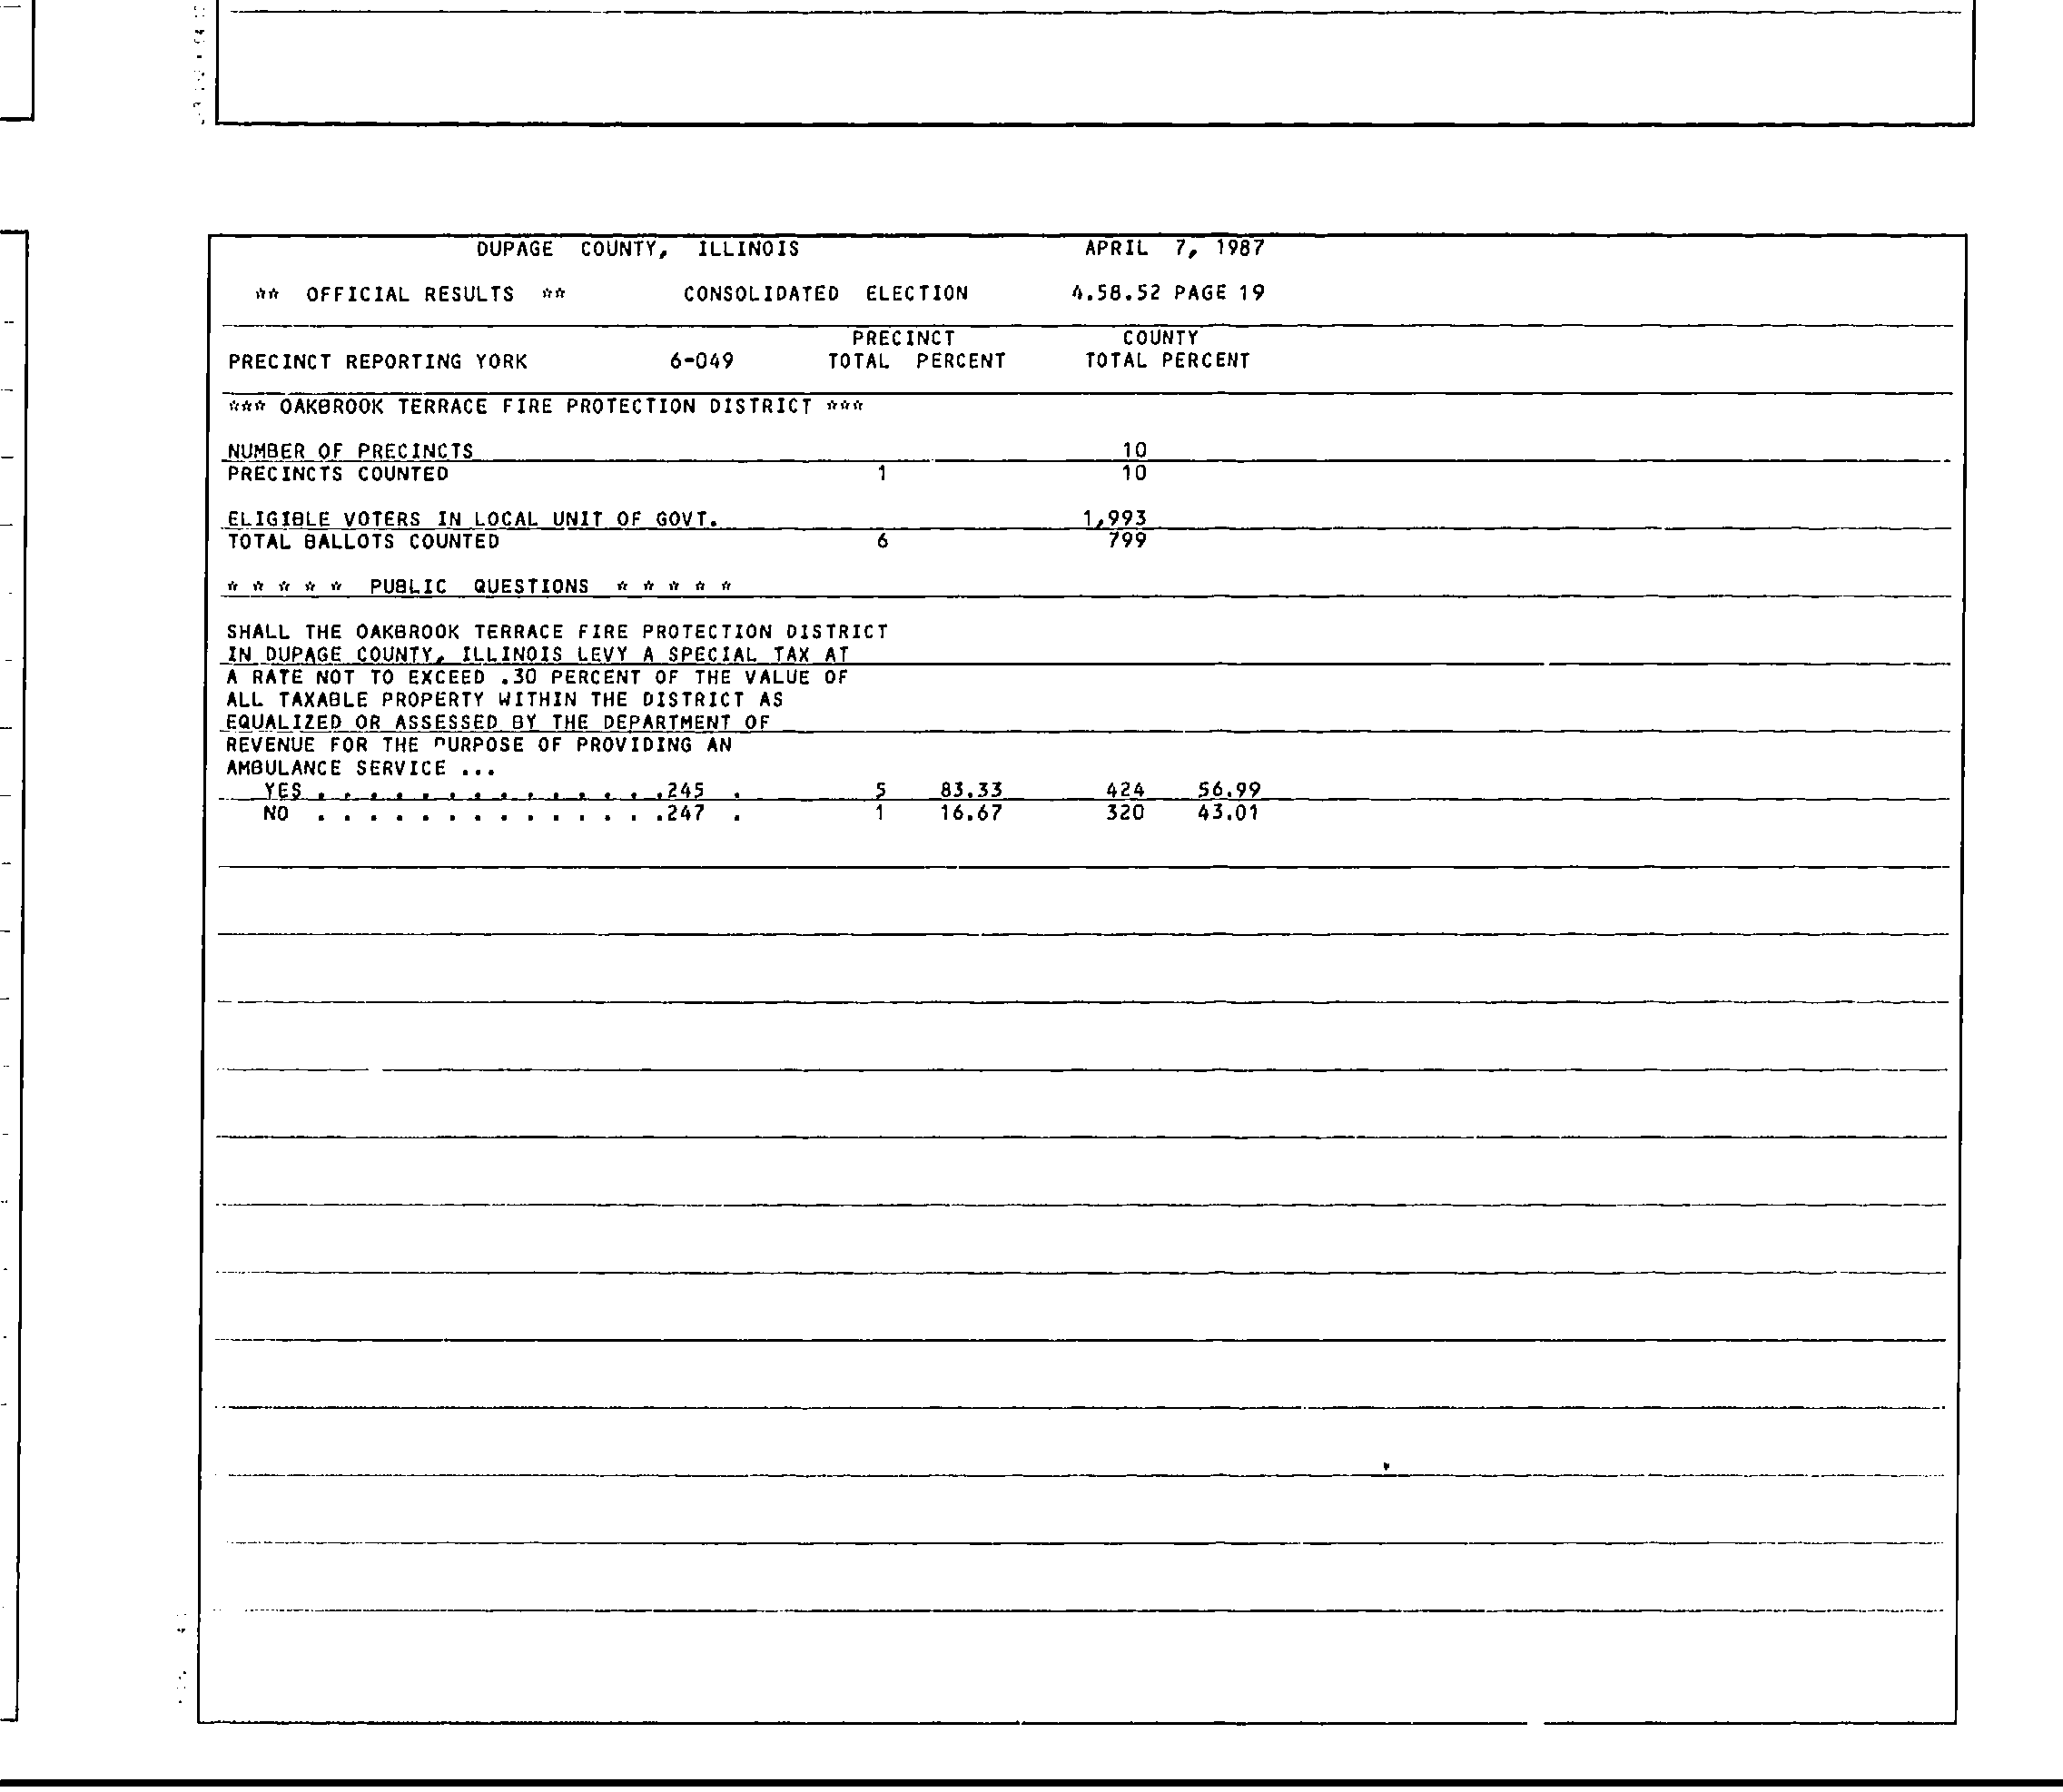 DUPAGE COUNTY, ILLINOIS APRIL 7, 1987
** OFFICIAL RESULTS ** CONSOLIDATED ELECTION 4.58.52 PAGE 19
PRECINCT COUNTY
PRECINCT REPORTING YORK 6-049 TOTAL PERCENT TOTAL PERCENT
*** OAKBROOK TERRACE FIRE PROTECTION DISTRICT ***
NUMBER OF PRECINCTS 10
PRECINCTS COUNTED 1 10
ELIGIBLE VOTERS IN LOCAL UNIT OF GOVT. 1,993
TOTAL BALLOTS COUNTED 6 799
* * * * * PUBLIC QUESTIONS * * * * *
SHALL THE OAKBROOK TERRACE FIRE PROTECTION DISTRICT
IN DUPAGE COUNTY, ILLINOIS LEVY A SPECIAL TAX AT
A RATE NOT TO EXCEED .30 PERCENT OF THE VALUE OF
ALL TAXABLE PROPERTY WITHIN THE DISTRICT AS
EQUALIZED OR ASSESSED BY THE DEPARTMENT OF
REVENUE FOR THE PURPOSE OF PROVIDING AN
AMBULANCE SERVICE ...
YES . . . . . . . . . . . . . .245 . 5 83.33 424 56.99
NO . . . . . . . . . . . . . .247 . 1 16.67 320 43.01